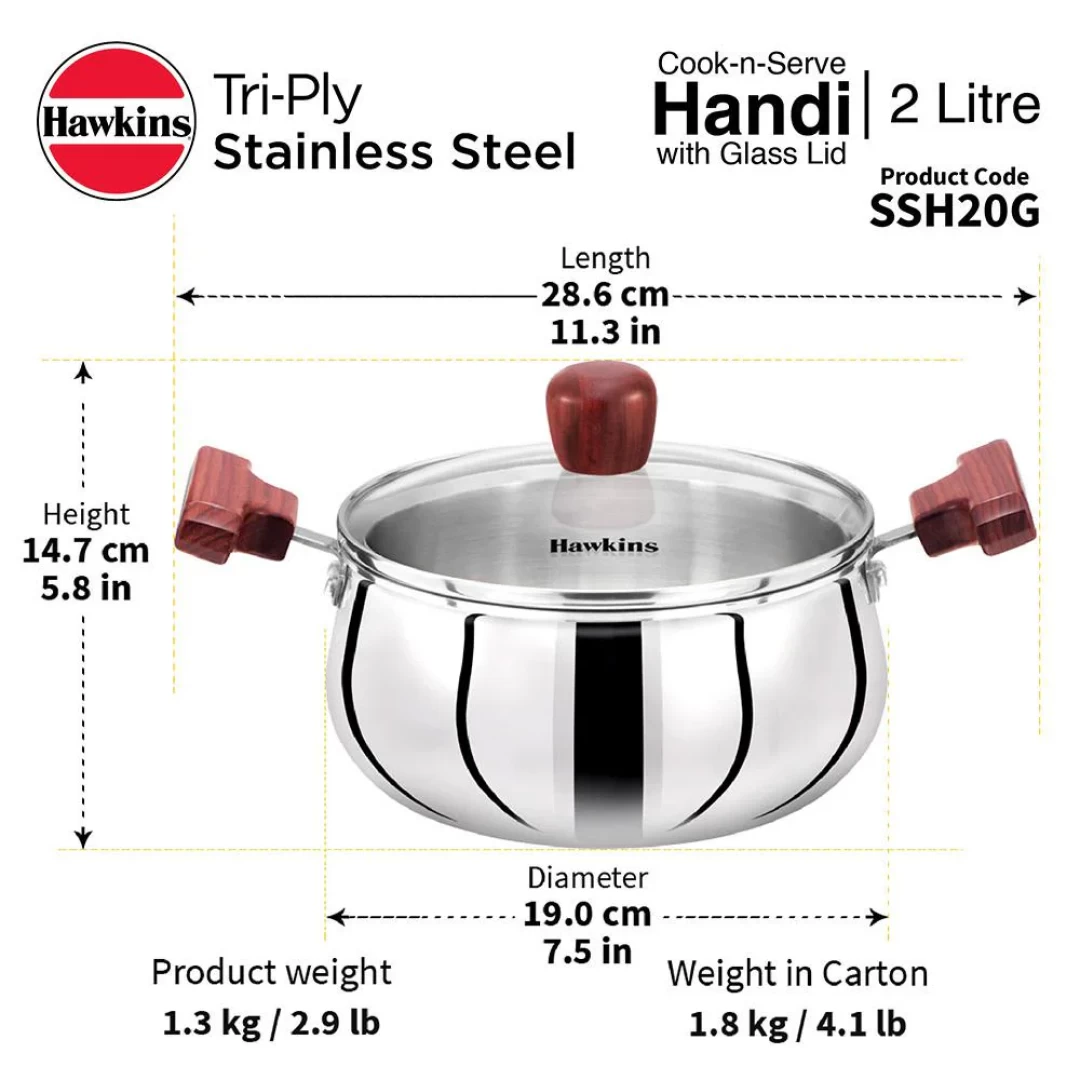 Hawkins
Tri-Ply
Stainless Steel
Cook-n-Serve
Handi
with Glass Lid
2 Litre
Product Code
SSH20G
Length
28.6 cm
11.3 in
Height
14.7 cm
5.8 in
Hawkins
Diameter
19.0 cm
7.5 in
Product weight
1.3 kg / 2.9 lb
Weight in Carton
1.8 kg / 4.1 lb